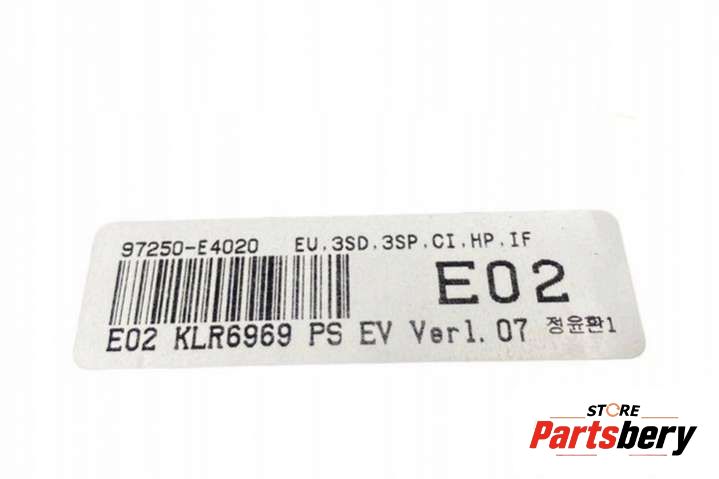 97250-E4020 EU.3SD.3SP.CI.HP.IF
E02
E02 KLR6969 PS EV Ver1.07 정윤환1
STORE
Partsbery